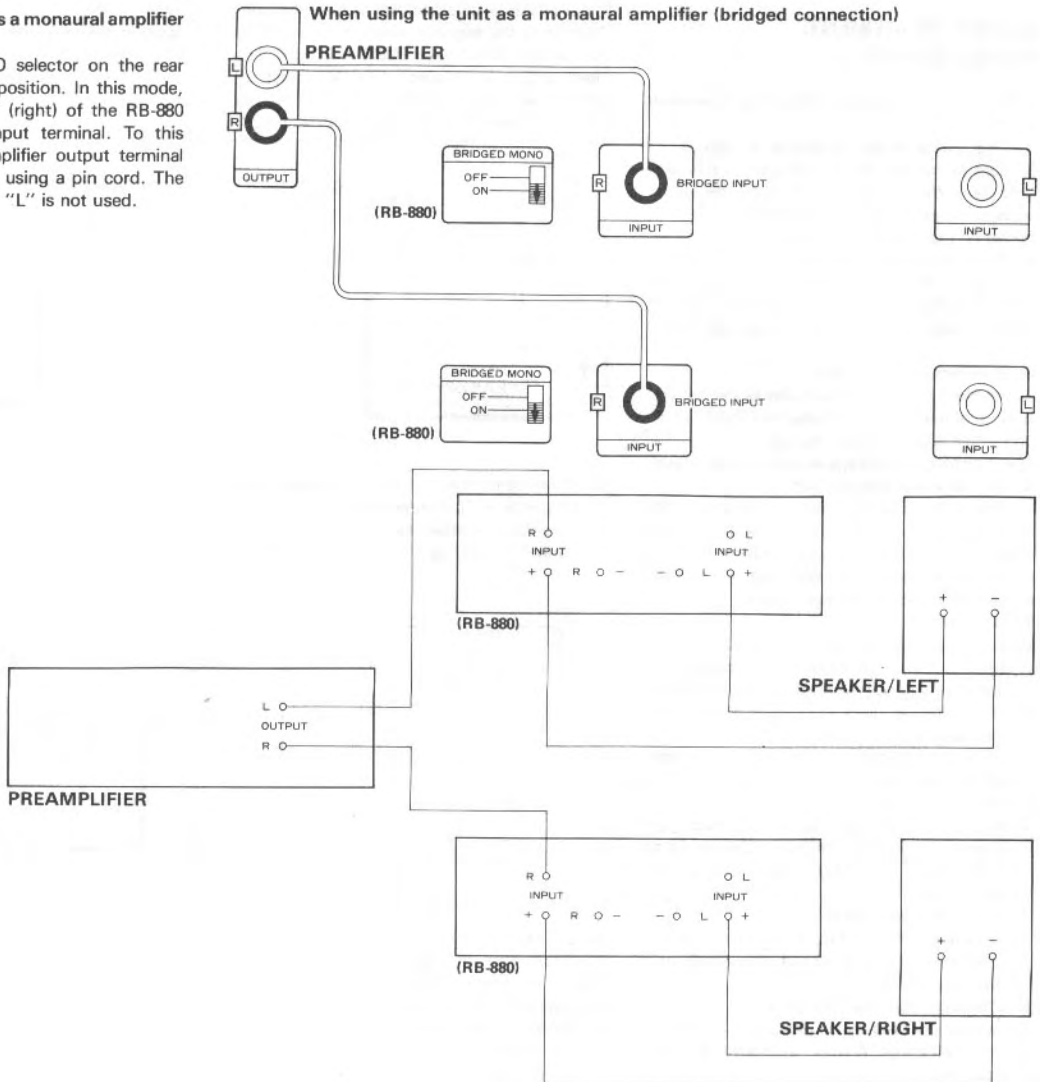 s a monaural amplifier
O selector on the rear
position. In this mode,
(right) of the RB-880
put terminal. To this
plifier output terminal
using a pin cord. The
"L" is not used.
When using the unit as a monaural amplifier (bridged connection)
PREAMPLIFIER
L
R
OUTPUT
BRIDGED MONO
OFF
ON
(RB-880)
R
BRIDGED INPUT
INPUT
L
INPUT
BRIDGED MONO
OFF
ON
(RB-880)
R
BRIDGED INPUT
INPUT
L
INPUT
R
INPUT
L
INPUT
+ R − − L +
(RB-880)
+ −
SPEAKER/LEFT
L
OUTPUT
R
PREAMPLIFIER
R
INPUT
L
INPUT
+ R − − L +
(RB-880)
+ −
SPEAKER/RIGHT